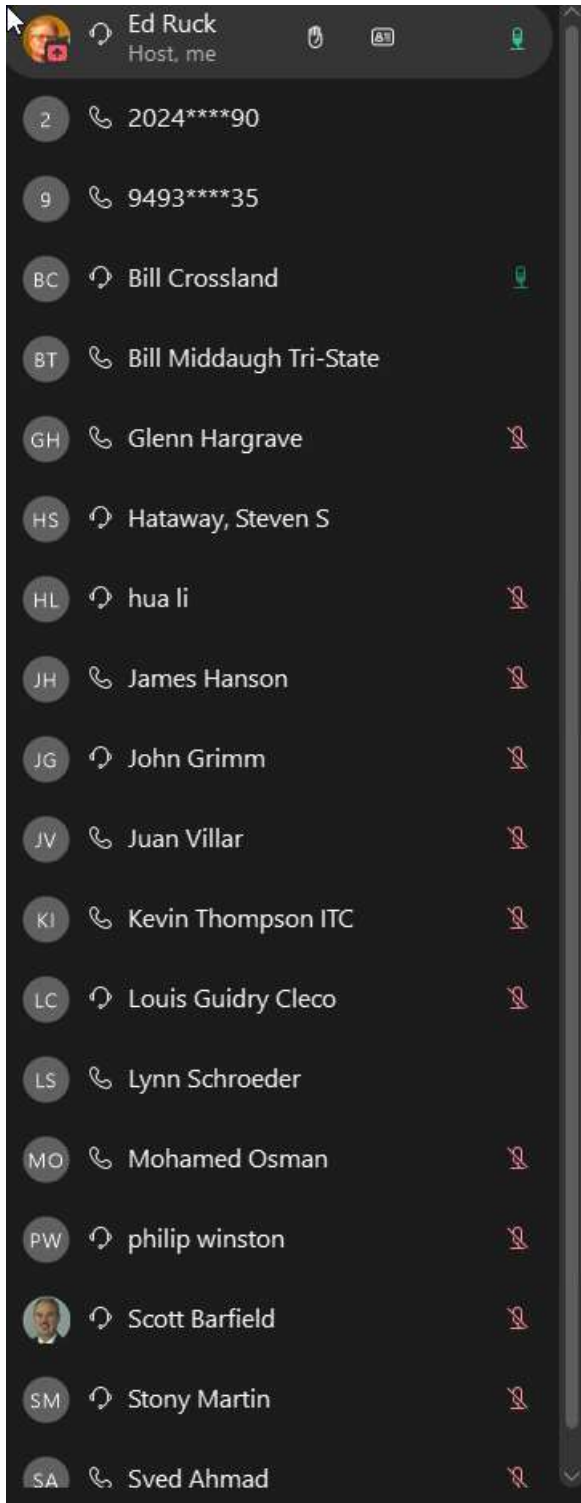 Ed Ruck
Host, me
2 2024****90
9 9493****35
BC Bill Crossland
BT Bill Middaugh Tri-State
GH Glenn Hargrave
HS Hataway, Steven S
HL hua li
JH James Hanson
JG John Grimm
JV Juan Villar
KI Kevin Thompson ITC
LC Louis Guidry Cleco
LS Lynn Schroeder
MO Mohamed Osman
PW philip winston
Scott Barfield
SM Stony Martin
SA Sved Ahmad